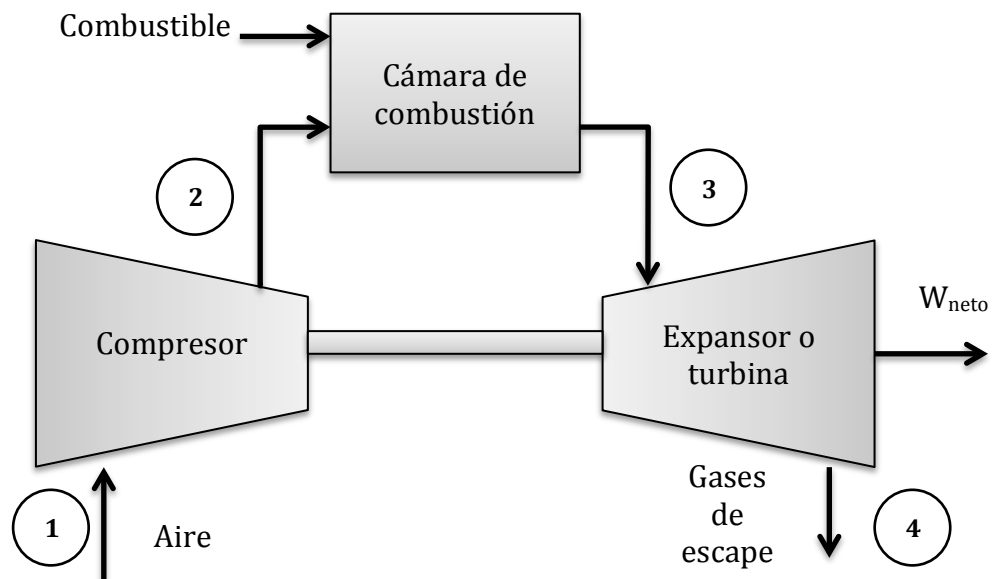 Combustible
Cámara de
combustión
2
3
Compresor
Expansor o
turbina
W neto
1
Aire
Gases
de
escape
4